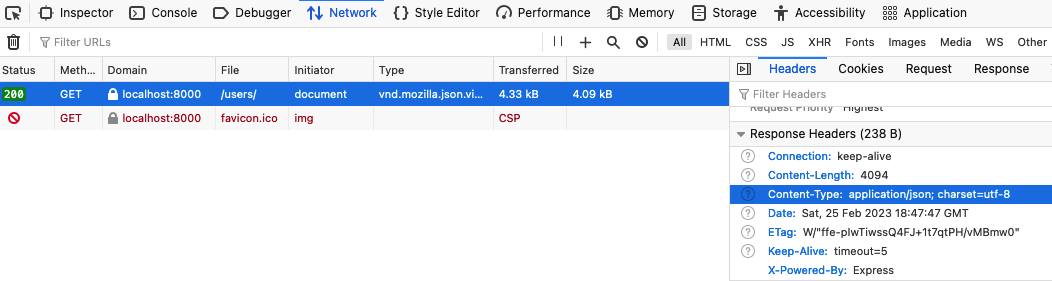 Inspector Console Debugger Network Style Editor Performance Memory Storage Accessibility Application
Filter URLs All HTML CSS JS XHR Fonts Images Media WS Other
Status Meth... Domain File Initiator Type Transferred Size
200 GET localhost:8000 /users/ document vnd.mozilla.json.vi... 4.33 kB 4.09 kB
GET localhost:8000 favicon.ico img CSP
Headers Cookies Request Response
Filter Headers
Request Priority Highest
Response Headers (238 B)
Connection: keep-alive
Content-Length: 4094
Content-Type: application/json; charset=utf-8
Date: Sat, 25 Feb 2023 18:47:47 GMT
ETag: W/"ffe-pIwTiwssQ4FJ+1t7qtPH/vMBmw0"
Keep-Alive: timeout=5
X-Powered-By: Express